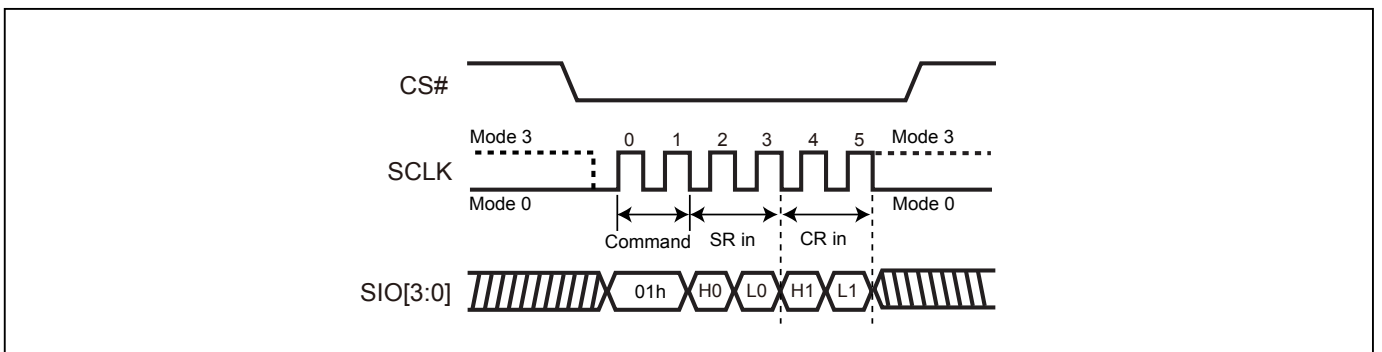 CS#
Mode 3 0 1 2 3 4 5 Mode 3
SCLK
Mode 0 Mode 0
Command SR in CR in
SIO[3:0] 01h H0 L0 H1 L1